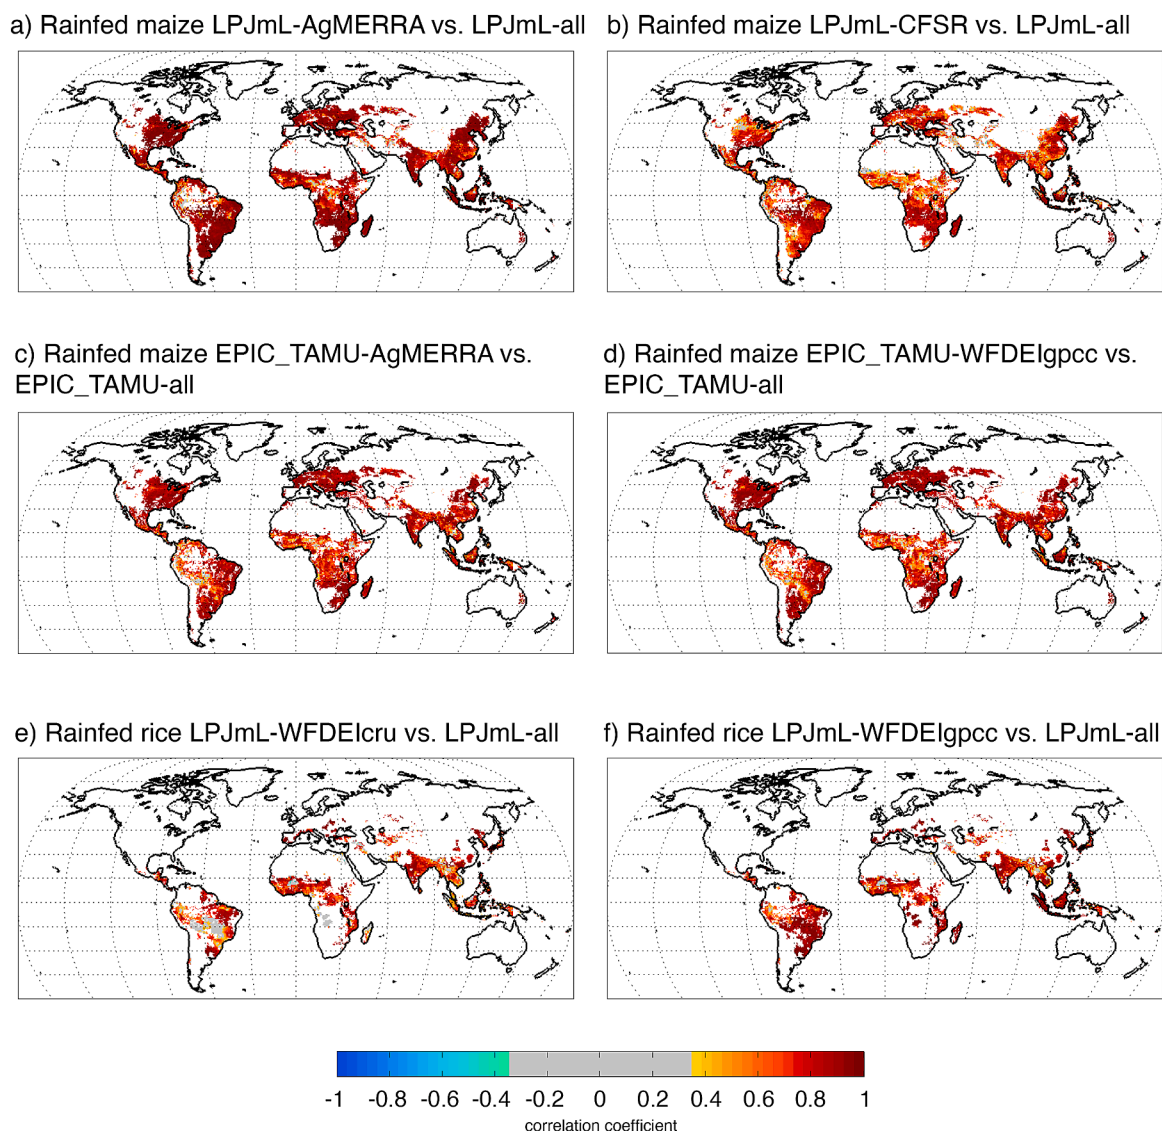 a) Rainfed maize LPJmL-AgMERRA vs. LPJmL-all
b) Rainfed maize LPJmL-CFSR vs. LPJmL-all
c) Rainfed maize EPIC_TAMU-AgMERRA vs.
EPIC_TAMU-all
d) Rainfed maize EPIC_TAMU-WFDEIgpcc vs.
EPIC_TAMU-all
e) Rainfed rice LPJmL-WFDEIcru vs. LPJmL-all
f) Rainfed rice LPJmL-WFDEIgpcc vs. LPJmL-all
-1 -0.8 -0.6 -0.4 -0.2 0 0.2 0.4 0.6 0.8 1
correlation coefficient